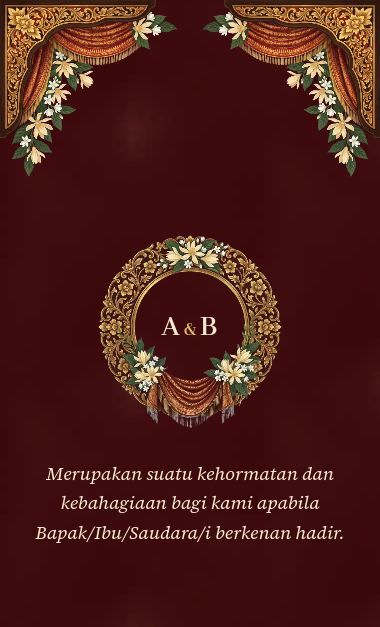 A & B
Merupakan suatu kehormatan dan
kebahagiaan bagi kami apabila
Bapak/Ibu/Saudara/i berkenan hadir.